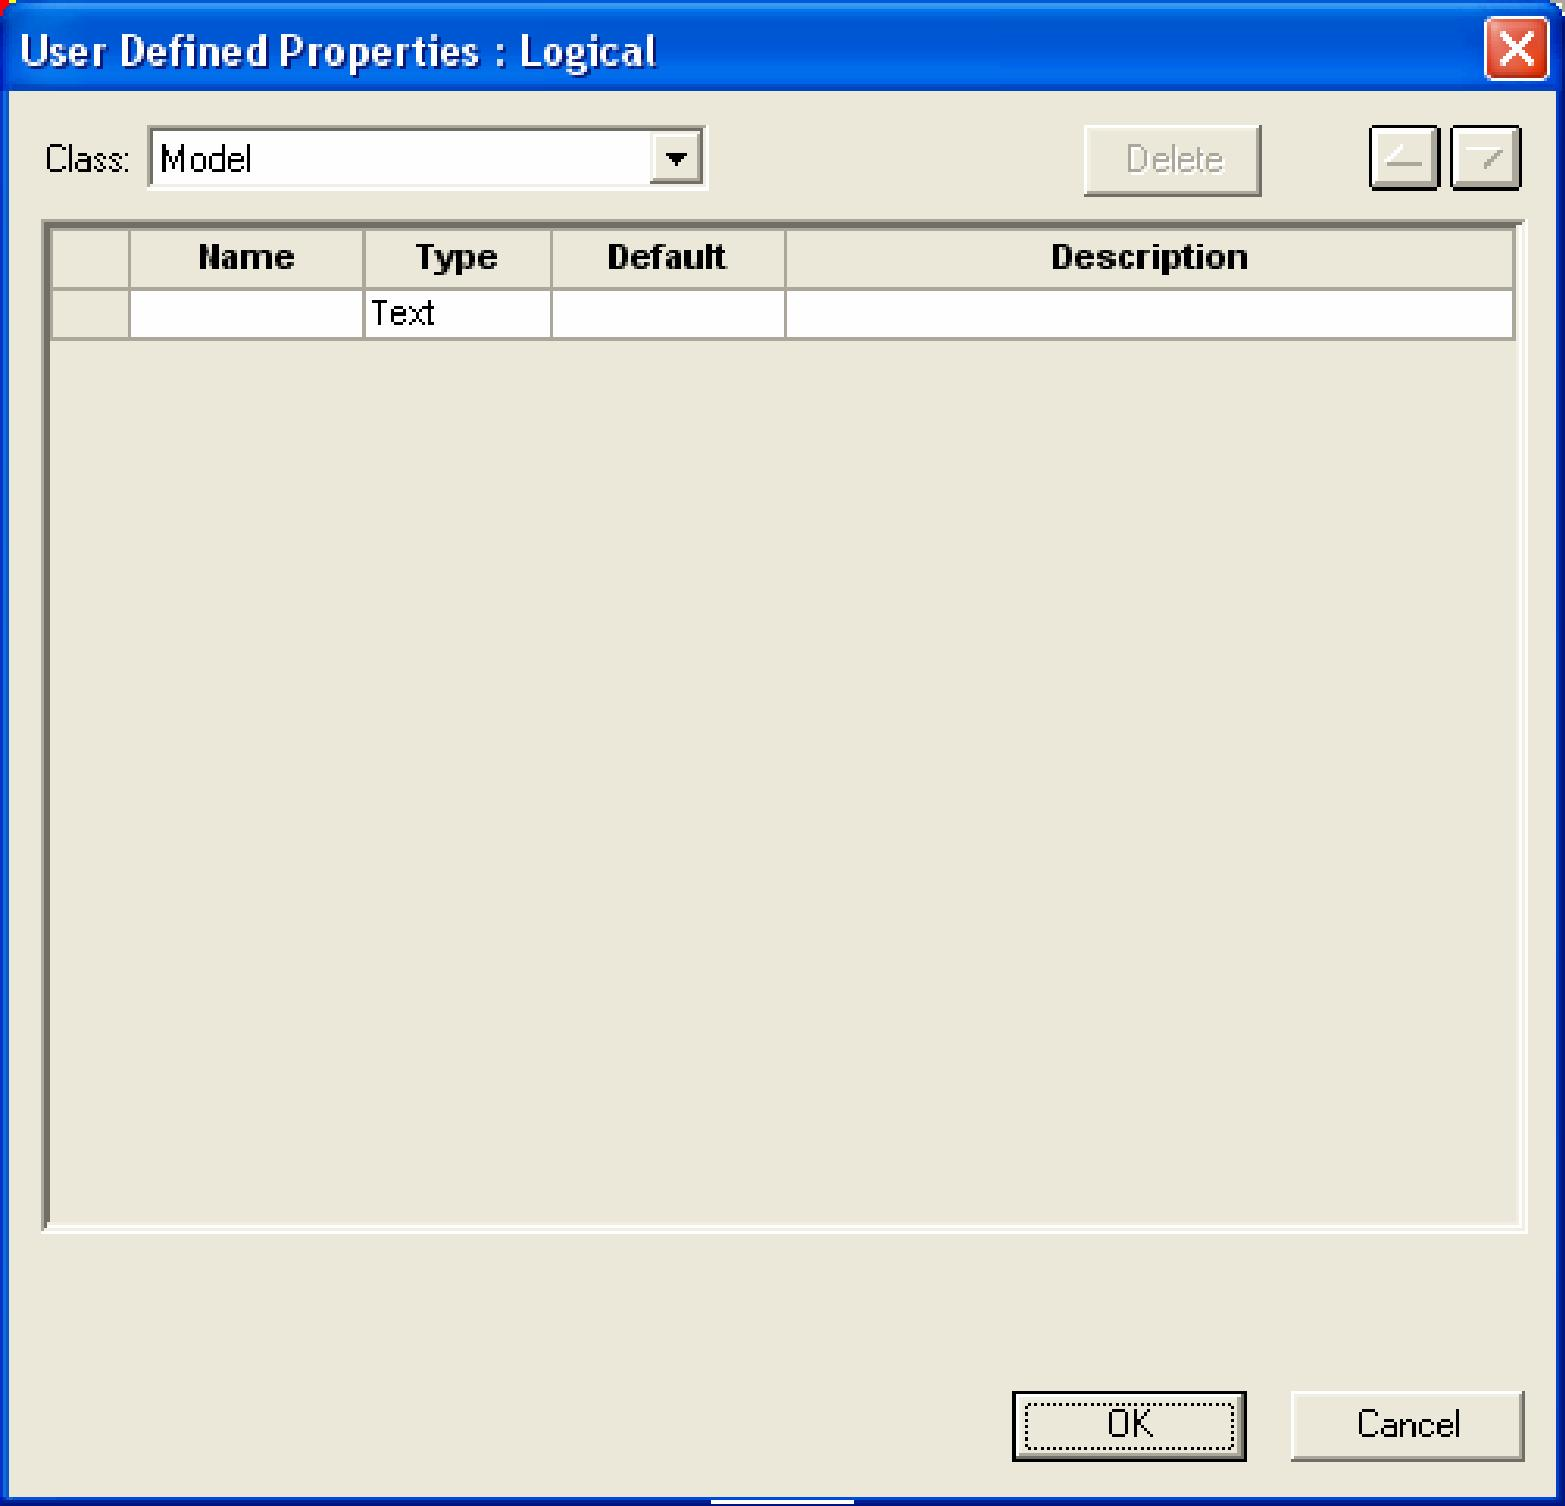 User Defined Properties : Logical
Class: Model Delete
Name Type Default Description
Text
OK Cancel